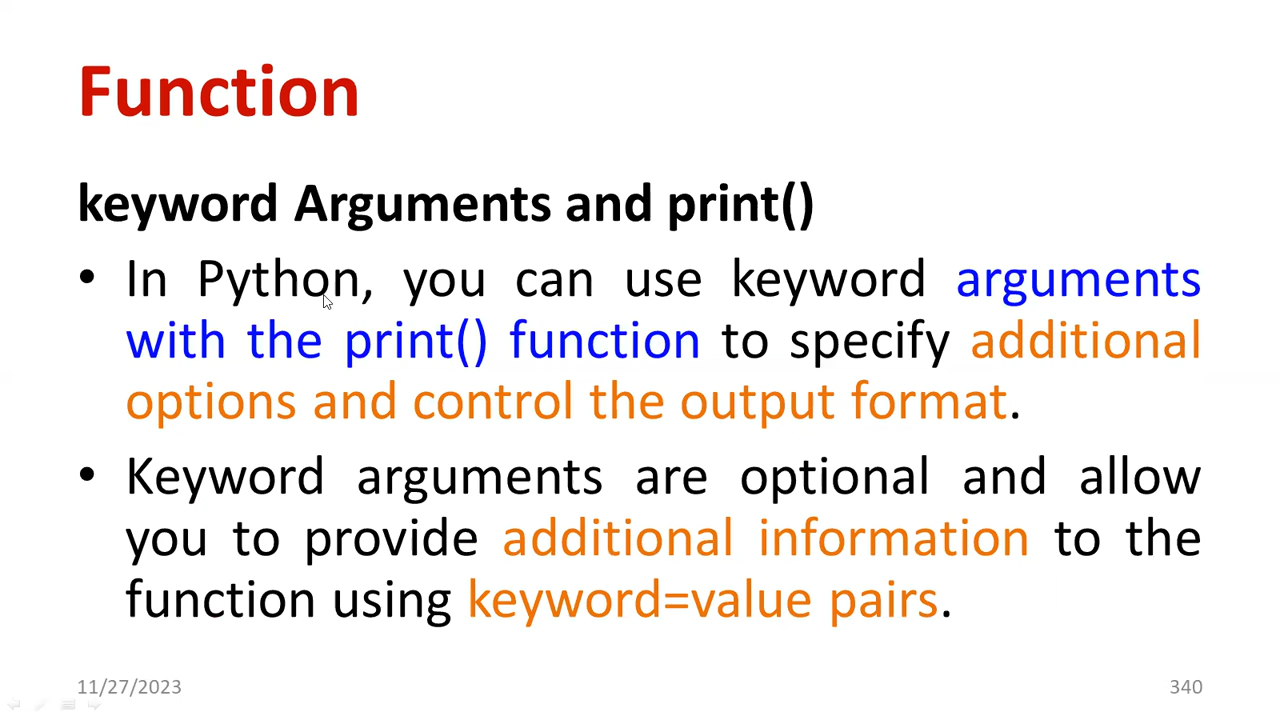 Function
keyword Arguments and print()
• In Python, you can use keyword arguments
with the print() function to specify additional
options and control the output format.
• Keyword arguments are optional and allow
you to provide additional information to the
function using keyword=value pairs.
11/27/2023
340